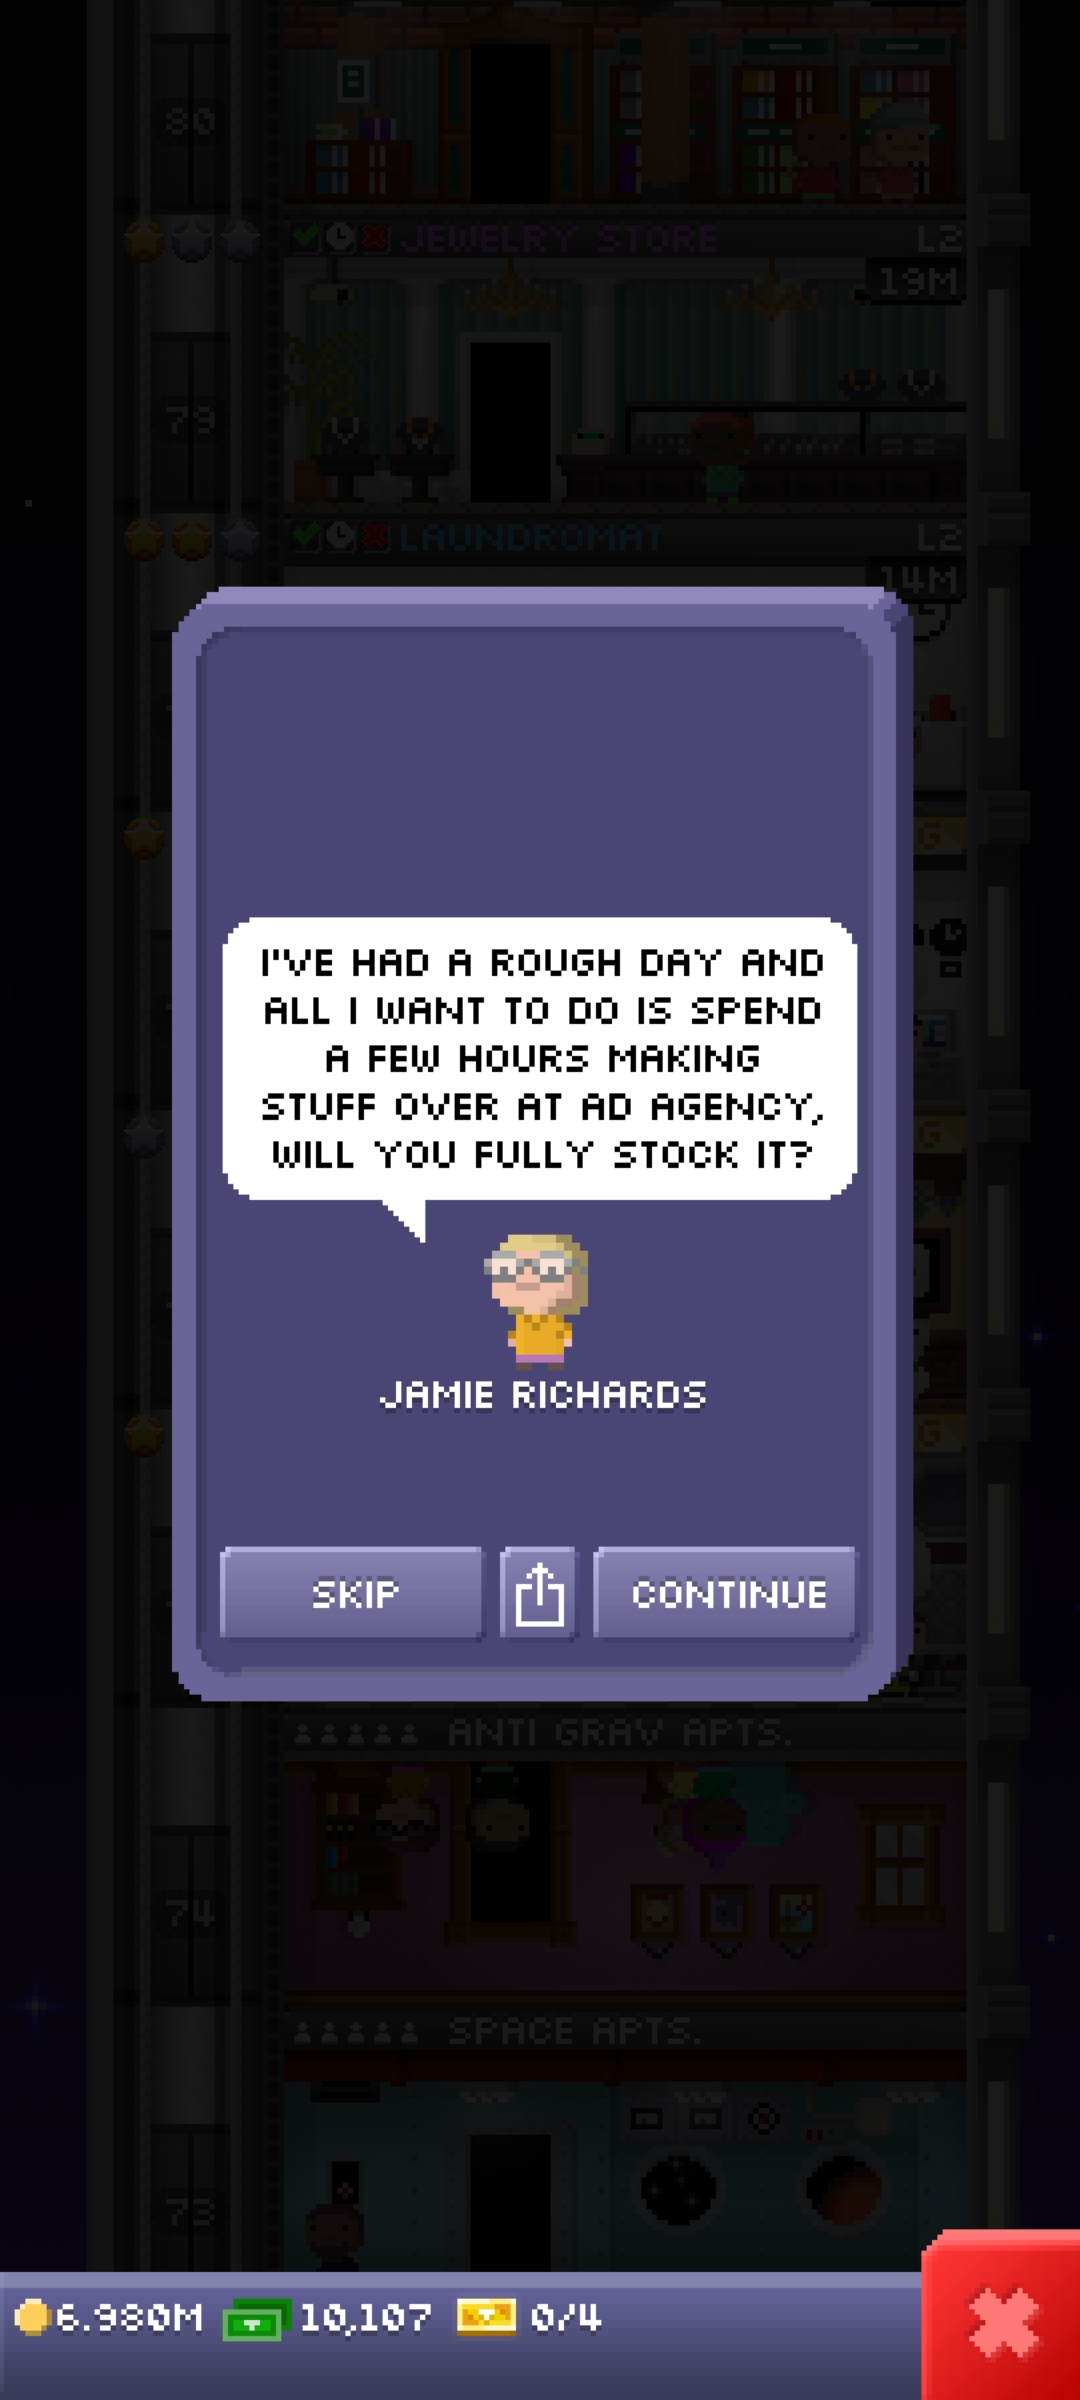 80
JEWELRY STORE L2
19M
79
LAUNDROMAT L2
14M
I'VE HAD A ROUGH DAY AND
ALL I WANT TO DO IS SPEND
A FEW HOURS MAKING
STUFF OVER AT AD AGENCY,
WILL YOU FULLY STOCK IT?
JAMIE RICHARDS
SKIP CONTINUE
ANTI GRAV APTS.
74
SPACE APTS.
73
6.980M 10,107 0/4